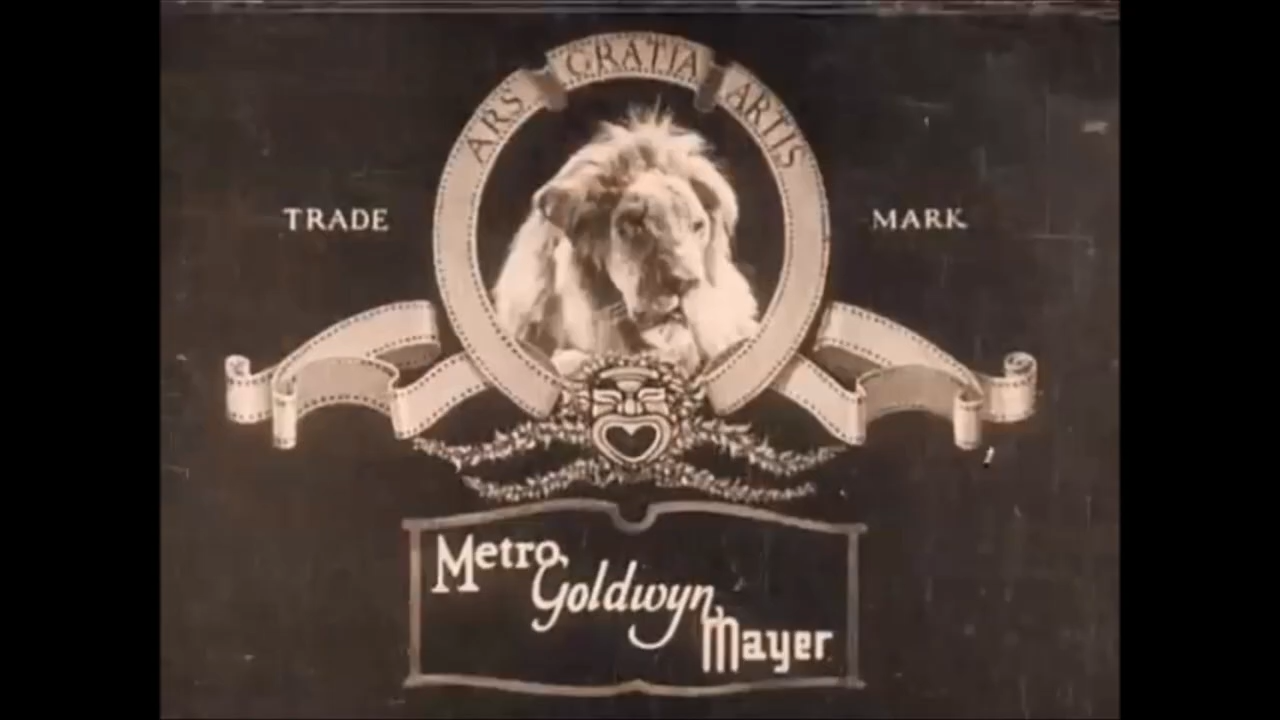 ARS GRATIA ARTIS
TRADE MARK
Metro,
Goldwyn,
Mayer